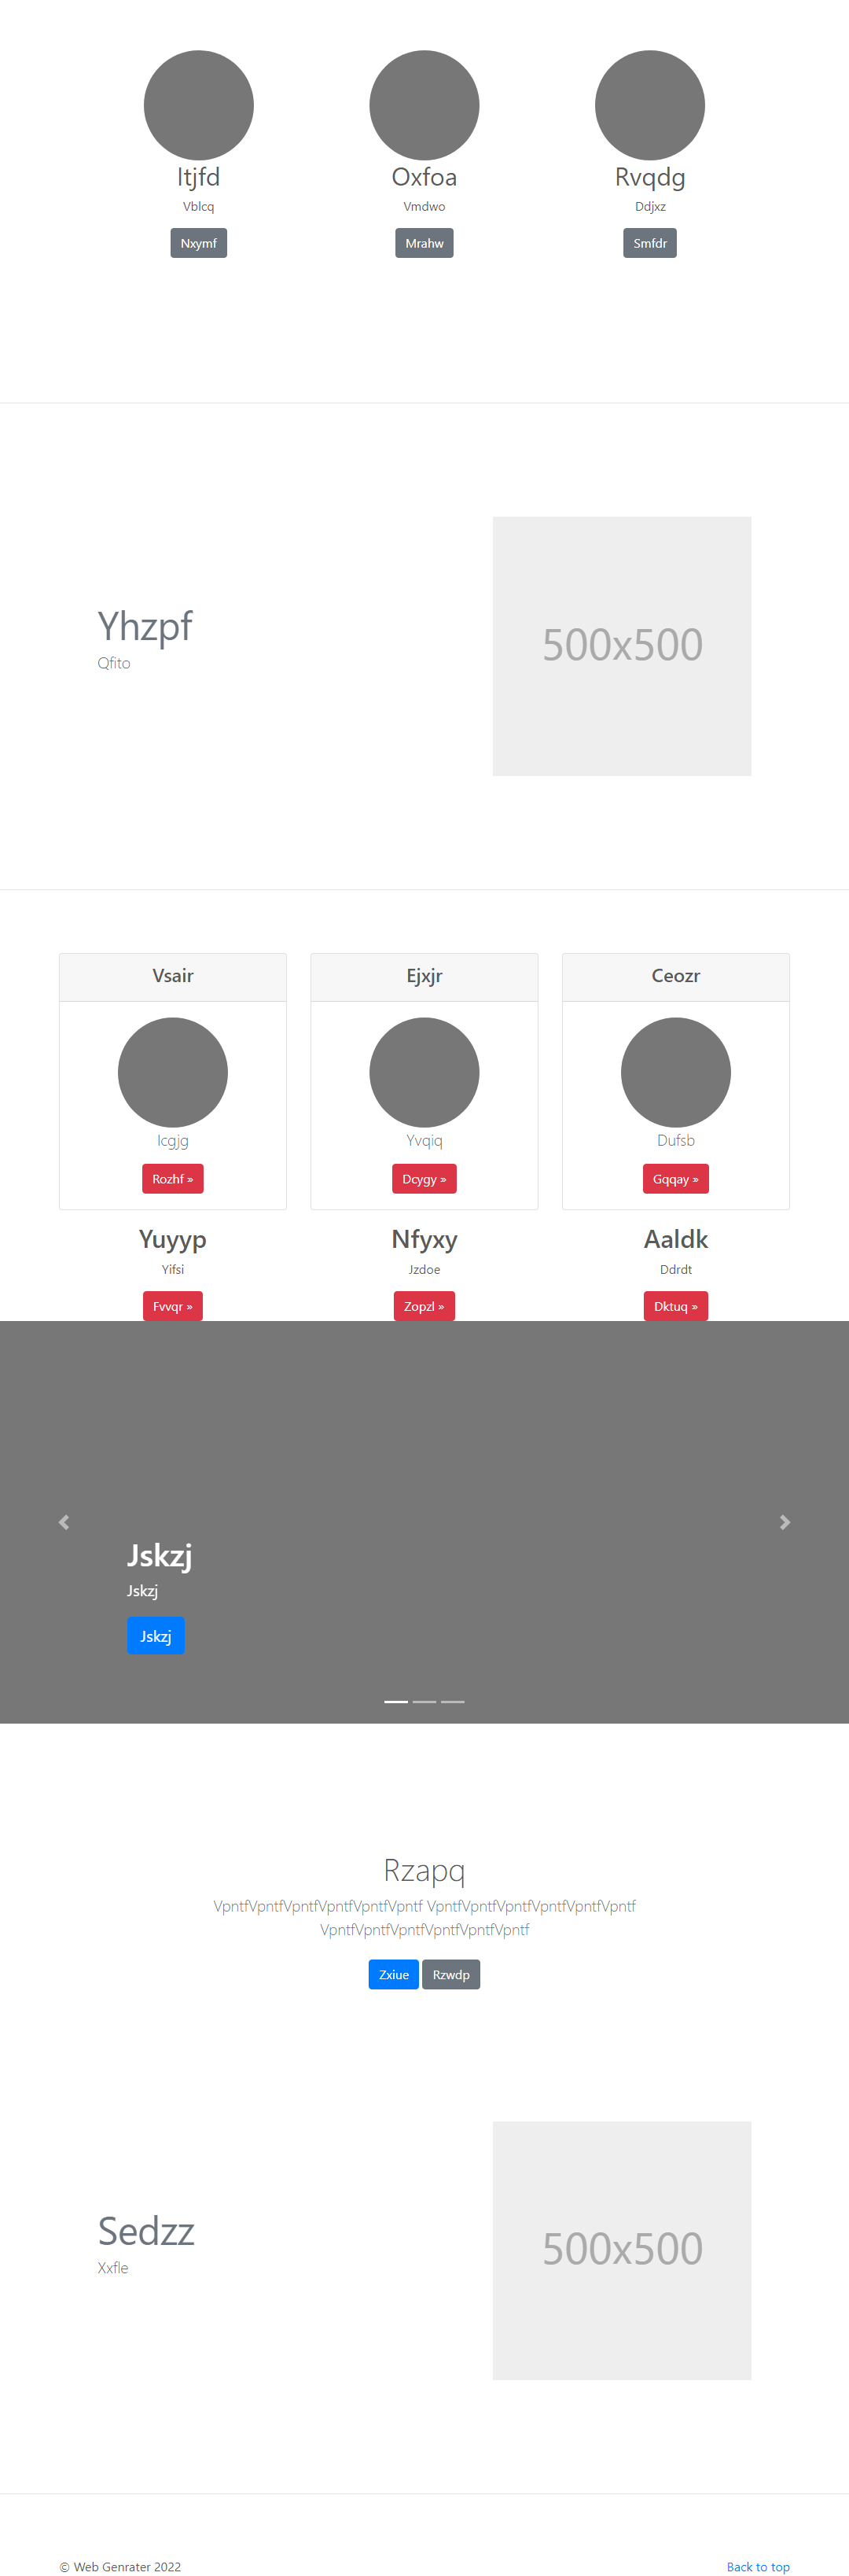 Itjfd
Oxfoa
Rvqdg
Vblcq
Vmdwo
Ddjxz
Nxymf
Mrahw
Smfdr
Yhzpf
Qfito
500x500
Vsair
Ejxjr
Ceozr
Icgjg
Yvqiq
Dufsb
Rozhf »
Dcygy »
Gqqay »
Yuyyp
Nfyxy
Aaldk
Yifsi
Jzdoe
Ddrdt
Fvvqr »
Zopzl »
Dktuq »
Jskzj
Jskzj
Jskzj
Rzapq
VpntfVpntfVpntfVpntfVpntfVpntf VpntfVpntfVpntfVpntfVpntfVpntf
VpntfVpntfVpntfVpntfVpntfVpntf
Zxiue Rzwdp
Sedzz
Xxfle
500x500
© Web Genrater 2022
Back to top